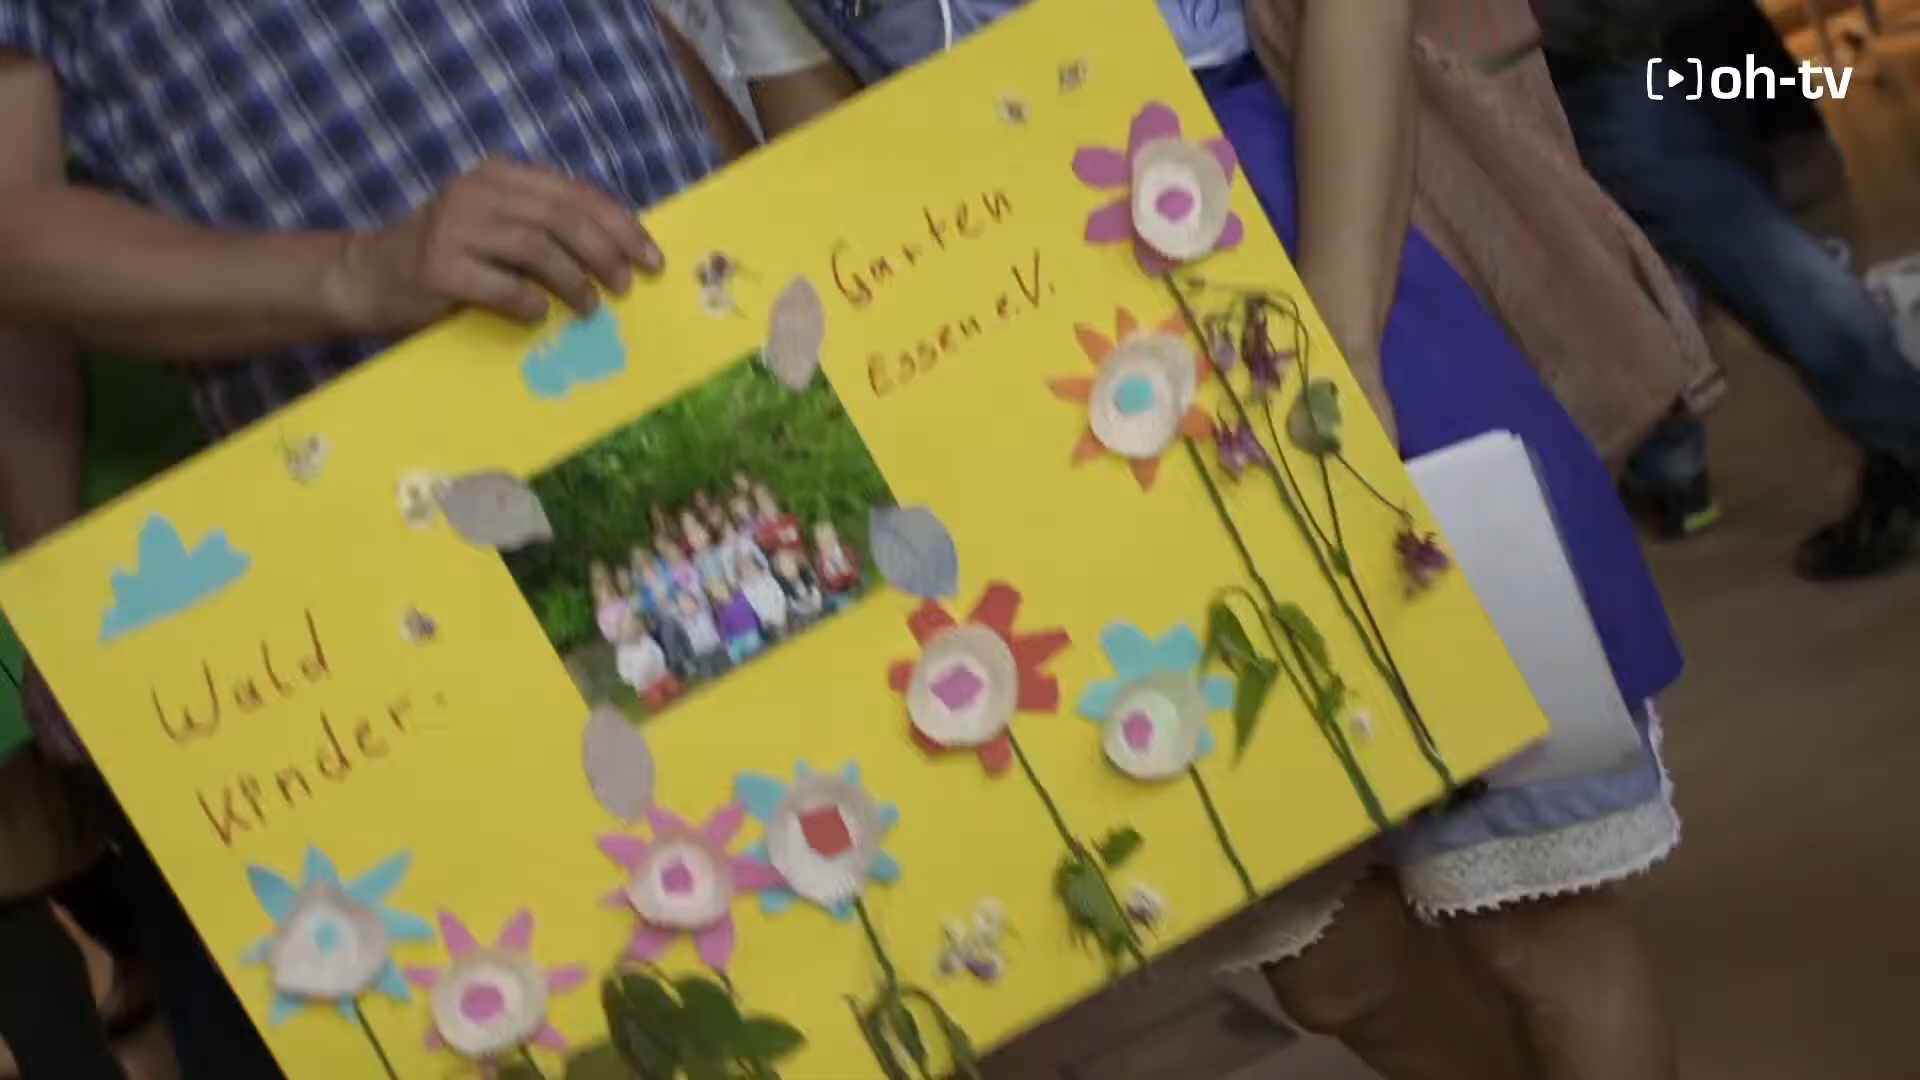 oh-tv
Wald
Kinder.
Garten
Essen e.V.